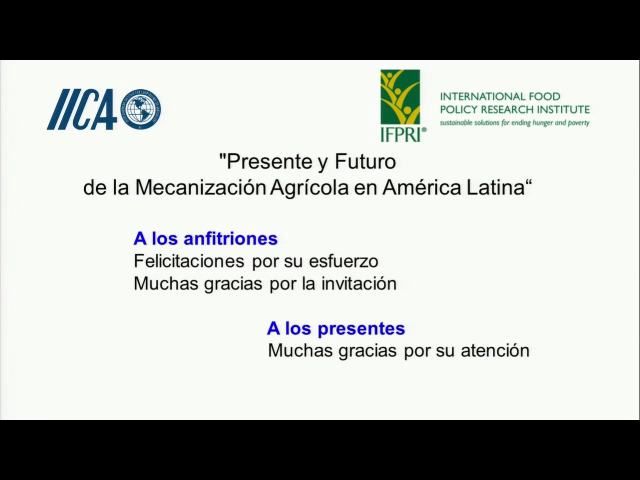 IICA
IFPRI®
INTERNATIONAL FOOD
POLICY RESEARCH INSTITUTE
sustainable solutions for ending hunger and poverty
"Presente y Futuro
de la Mecanización Agrícola en América Latina“
A los anfitriones
Felicitaciones por su esfuerzo
Muchas gracias por la invitación
A los presentes
Muchas gracias por su atención